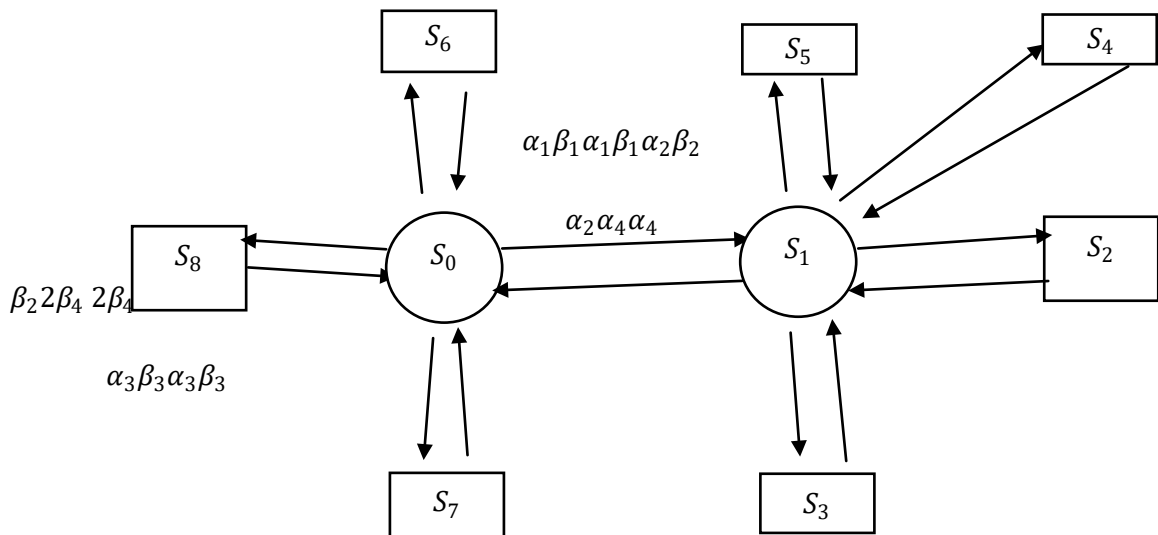 S₆
S₅
S₄
α₁β₁α₁β₁α₂β₂
α₂α₄α₄
S₈
S₀
S₁
S₂
β₂2β₄ 2β₄
α₃β₃α₃β₃
S₇
S₃